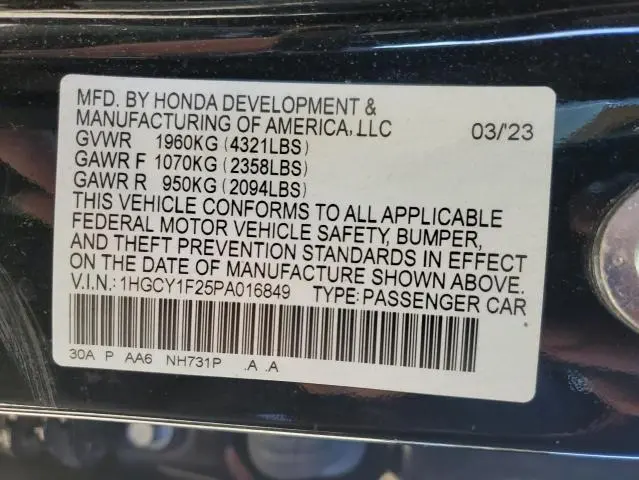 MFD. BY HONDA DEVELOPMENT &
MANUFACTURING OF AMERICA, LLC 03/'23
GVWR 1960KG (4321LBS)
GAWR F 1070KG (2358LBS)
GAWR R 950KG (2094LBS)
THIS VEHICLE CONFORMS TO ALL APPLICABLE
FEDERAL MOTOR VEHICLE SAFETY, BUMPER,
AND THEFT PREVENTION STANDARDS IN EFFECT
ON THE DATE OF MANUFACTURE SHOWN ABOVE.
V.I.N.: 1HGCY1F25PA016849 TYPE: PASSENGER CAR
30A P AA6 NH731P .A .A